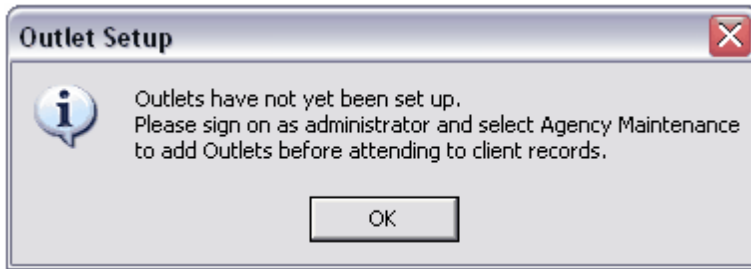 Outlet Setup
Outlets have not yet been set up.
Please sign on as administrator and select Agency Maintenance
to add Outlets before attending to client records.
OK